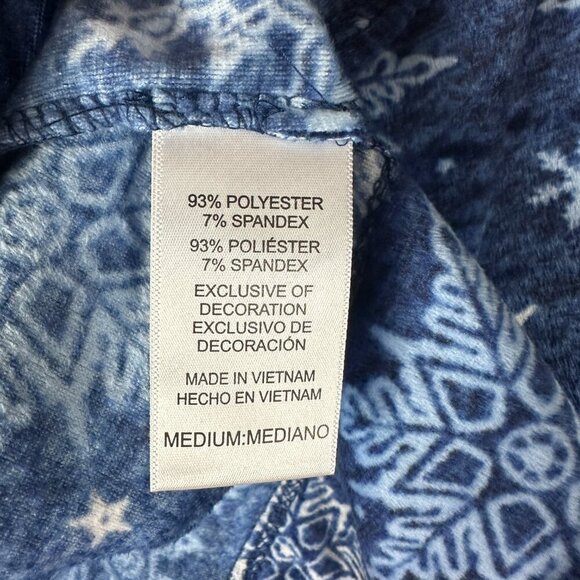 93% POLYESTER
7% SPANDEX
93% POLIÉSTER
7% SPANDEX
EXCLUSIVE OF
DECORATION
EXCLUSIVO DE
DECORACIÓN
MADE IN VIETNAM
HECHO EN VIETNAM
MEDIUM:MEDIANO